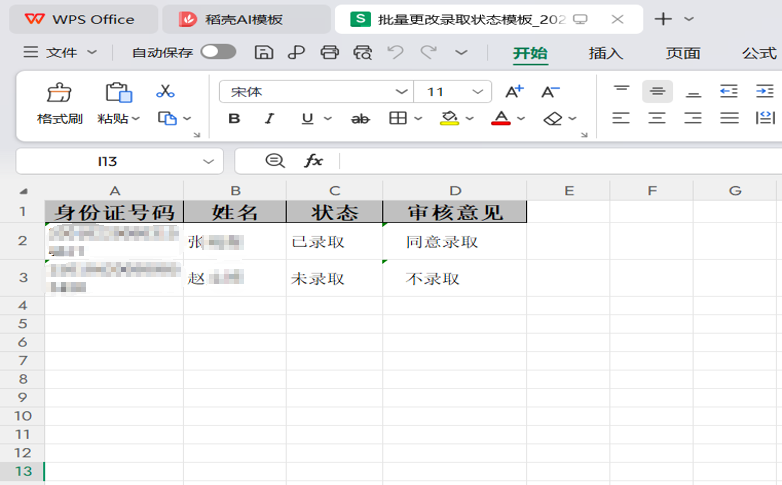 WPS Office 稻壳AI模板 批量更改录取状态模板_202
文件 自动保存 开始 插入 页面 公式
宋体 11 A+ A-
格式刷 粘贴 B I U ab A
I13 fx
A B C D E F G
1 身份证号码 姓名 状态 审核意见
2 张 已录取 同意录取
3 赵 未录取 不录取
4
5
6
7
8
9
10
11
12
13